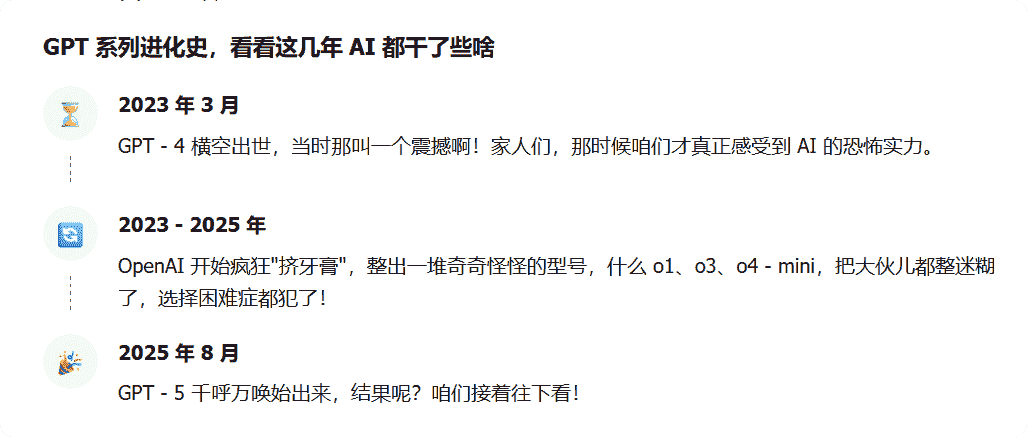 GPT 系列进化史，看看这几年 AI 都干了些啥
2023 年 3 月
GPT - 4 横空出世，当时那叫一个震撼啊！家人们，那时候咱们才真正感受到 AI 的恐怖实力。
2023 - 2025 年
OpenAI 开始疯狂"挤牙膏"，整出一堆奇奇怪怪的型号，什么 o1、o3、o4 - mini，把大伙儿都整迷糊
了，选择困难症都犯了！
2025 年 8 月
GPT - 5 千呼万唤始出来，结果呢？咱们接着往下看！